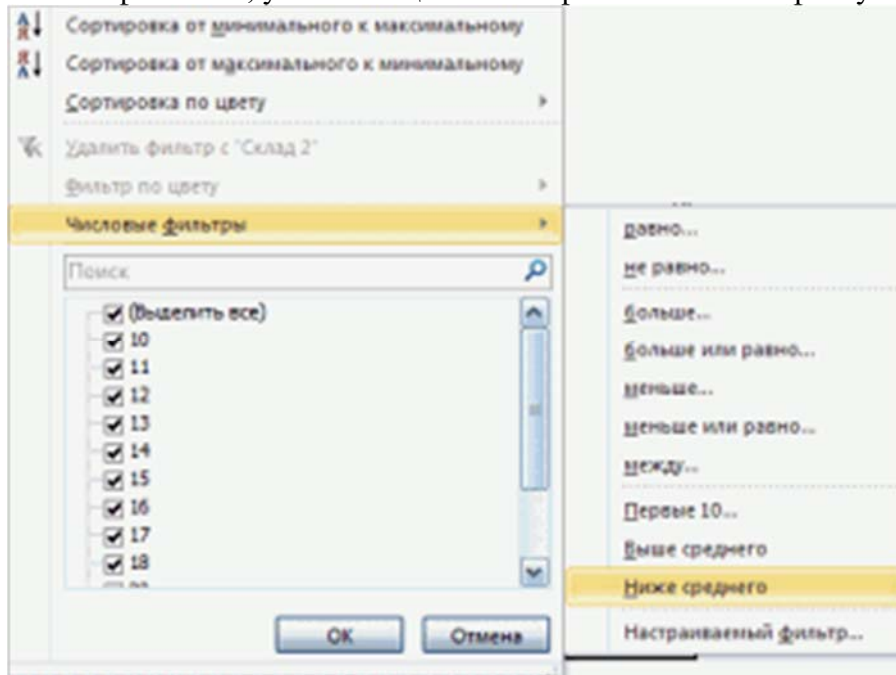 Сортировка от минимального к максимальному
Сортировка от максимального к минимальному
Сортировка по цвету
Удалить фильтр с "Склад 2"
Фильтр по цвету
Числовые фильтры
Поиск
(Выделить все)
10
11
12
13
14
15
16
17
18
ОК
Отмена
равно...
не равно...
больше...
больше или равно...
меньше...
меньше или равно...
между...
Первые 10...
Выше среднего
Ниже среднего
Настраиваемый фильтр...